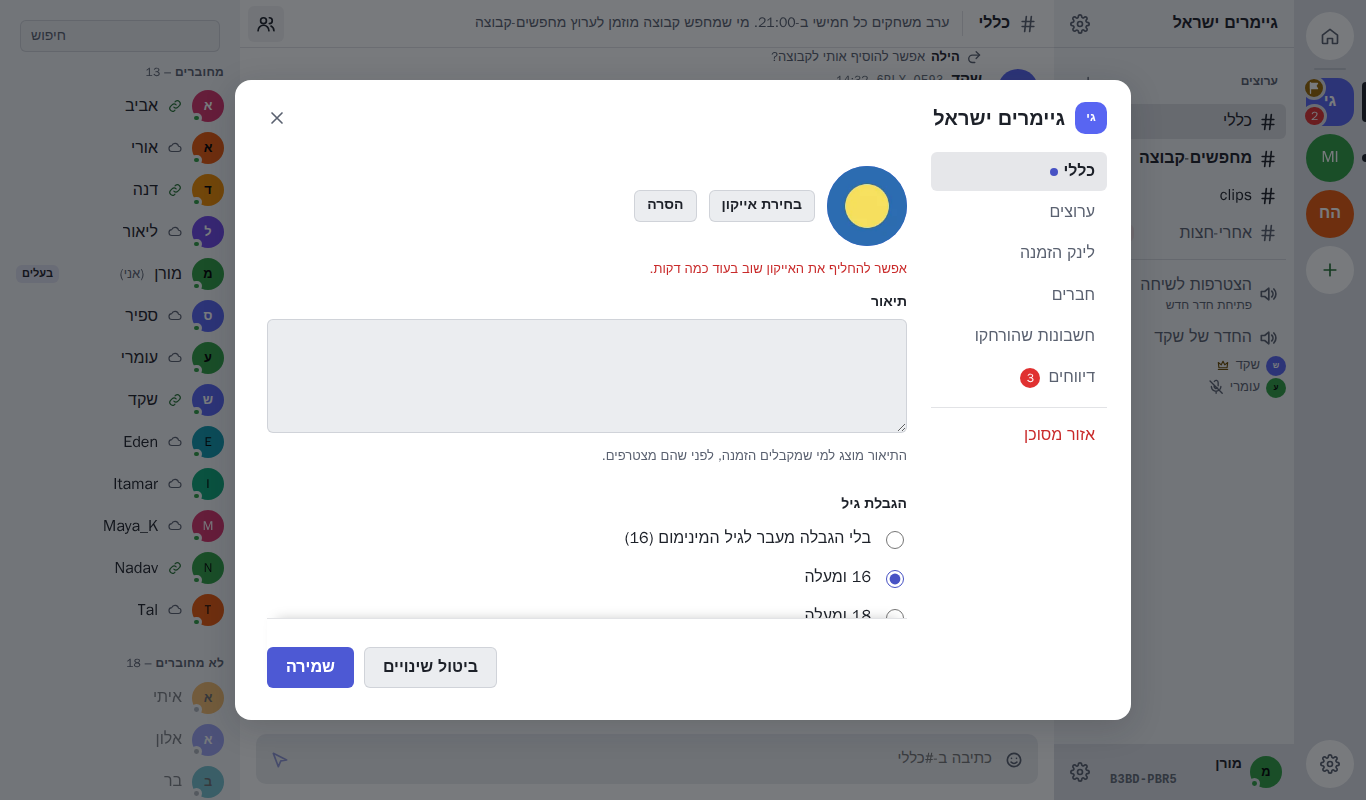 גיימרים ישראל
ערוצים
כללי
מחפשים-קבוצה
clips
אחרי-חצות
הצטרפות לשיחה
פתיחת חדר חדש
החדר של שקד
ש שקד
ע עומרי
גי
2
MI
הח
מ מורן
B3BD-PBR5
כללי
ערב משחקים כל חמישי ב-21:00. מי שמחפש קבוצה מוזמן לערוץ מחפשים-קבוצה
הילה אפשר להוסיף אותי לקבוצה?
גי גיימרים ישראל
כללי
ערוצים
לינק הזמנה
חברים
חשבונות שהורחקו
דיווחים 3
אזור מסוכן
בחירת אייקון
הסרה
אפשר להחליף את האייקון שוב בעוד כמה דקות.
תיאור
התיאור מוצג למי שמקבלים הזמנה, לפני שהם מצטרפים.
הגבלת גיל
בלי הגבלה מעבר לגיל המינימום (16)
16 ומעלה
18 ומעלה
ביטול שינויים
שמירה
כתיבה ב-#כללי
חיפוש
מחוברים – 13
א אביב
א אורי
ד דנה
ל ליאור
מ מורן (אני) בעלים
ס ספיר
ע עומרי
ש שקד
E Eden
I Itamar
M Maya_K
N Nadav
T Tal
לא מחוברים – 18
א איתי
א אלון
ב בר